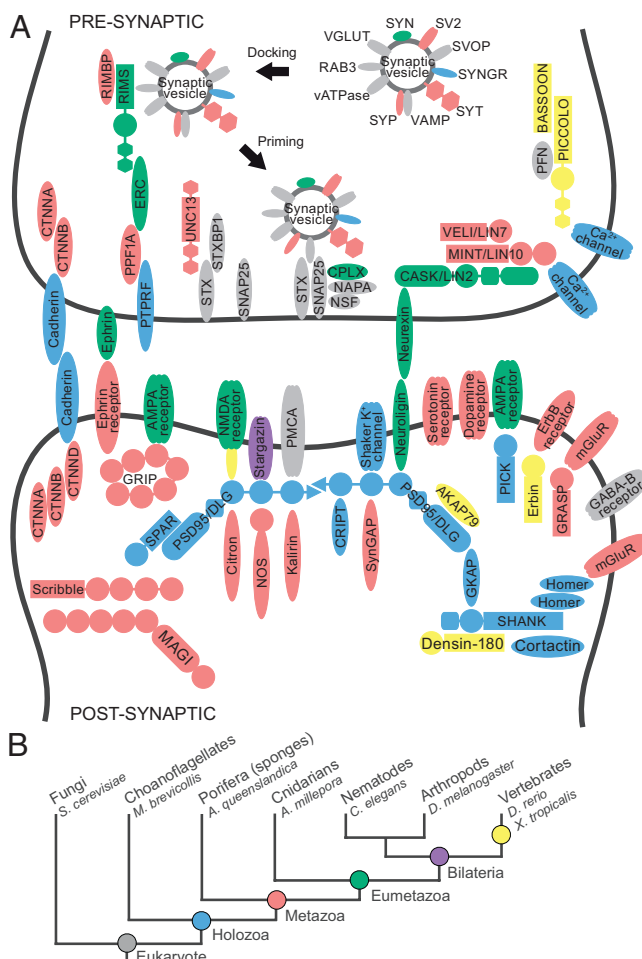 A
PRE-SYNAPTIC
SYN
SV2
VGLUT
SVOP
RAB3
Synaptic
vesicle
SYNGR
vATPase
SYT
SYP
VAMP
Docking
Synaptic
vesicle
RIMBP
RIMS
Priming
Synaptic
vesicle
BASSOON
PICCOLO
PFN
ERC
CTNNA
CTNNB
UNC13
STXBP1
PPF1A
PTPRF
STX
SNAP25
STX
SNAP25
CPLX
NAPA
NSF
VELI/LIN7
MINT/LIN10
CASK/LIN2
Ca2+
channel
Ca2+
channel
Cadherin
Ephrin
Neurexin
Cadherin
Ephrin
receptor
AMPA
receptor
NMDA
receptor
Stargazin
PMCA
Shaker K+
channel
Neuroligin
Serotonin
receptor
Dopamine
receptor
AMPA
receptor
ErbB
receptor
mGluR
GABA-B
receptor
mGluR
CTNNA
CTNNB
CTNND
GRIP
SPAR
PSD95/DLG
Citron
NOS
Kalirin
CRIPT
SynGAP
PSD95/DLG
AKAP79
PICK
Erbin
GRASP
GKAP
Homer
Homer
SHANK
Densin-180
Cortactin
Scribble
MAGI
POST-SYNAPTIC
B
Fungi
S. cerevisiae
Choanoflagellates
M. brevicollis
Porifera (sponges)
A. queenslandica
Cnidarians
A. millepora
Nematodes
C. elegans
Arthropods
D. melanogaster
Vertebrates
D. rerio
X. tropicalis
Bilateria
Eumetazoa
Metazoa
Holozoa
Eukaryote